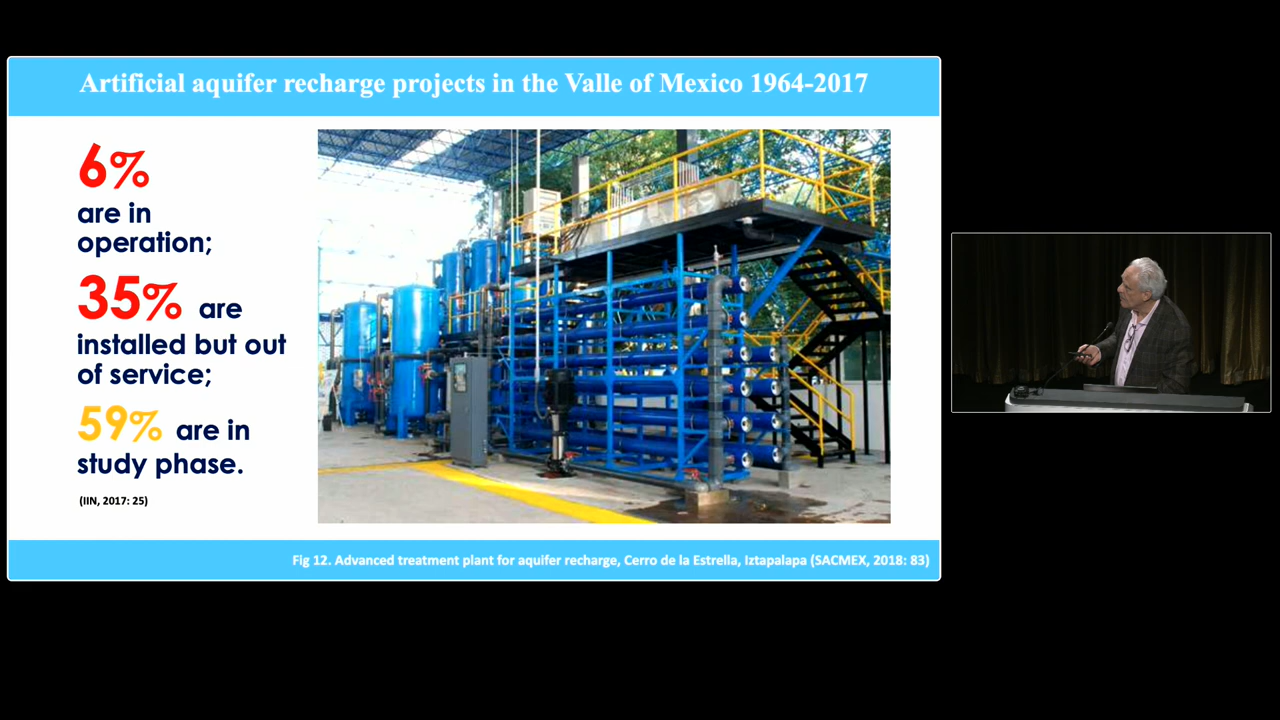 Artificial aquifer recharge projects in the Valle of Mexico 1964-2017
6%
are in
operation;
35% are
installed but out
of service;
59% are in
study phase.
(IIN, 2017: 25)
Fig 12. Advanced treatment plant for aquifer recharge, Cerro de la Estrella, Iztapalapa (SACMEX, 2018: 83)